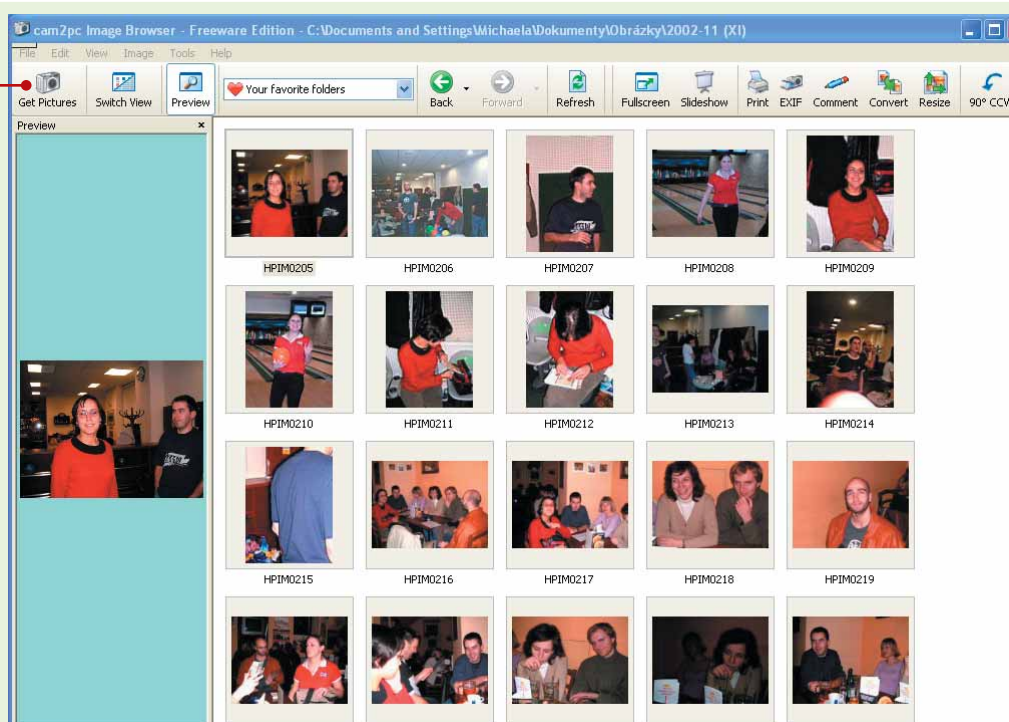 cam2pc Image Browser - Freeware Edition - C:\Documents and Settings\Michaela\Dokumenty\Obrázky\2002-11 (XI)
File Edit View Image Tools Help
Get Pictures Switch View Preview Your favorite folders Back Forward Refresh Fullscreen Slideshow Print EXIF Comment Convert Resize 90° CCW
Preview
HPIM0205 HPIM0206 HPIM0207 HPIM0208 HPIM0209
HPIM0210 HPIM0211 HPIM0212 HPIM0213 HPIM0214
HPIM0215 HPIM0216 HPIM0217 HPIM0218 HPIM0219